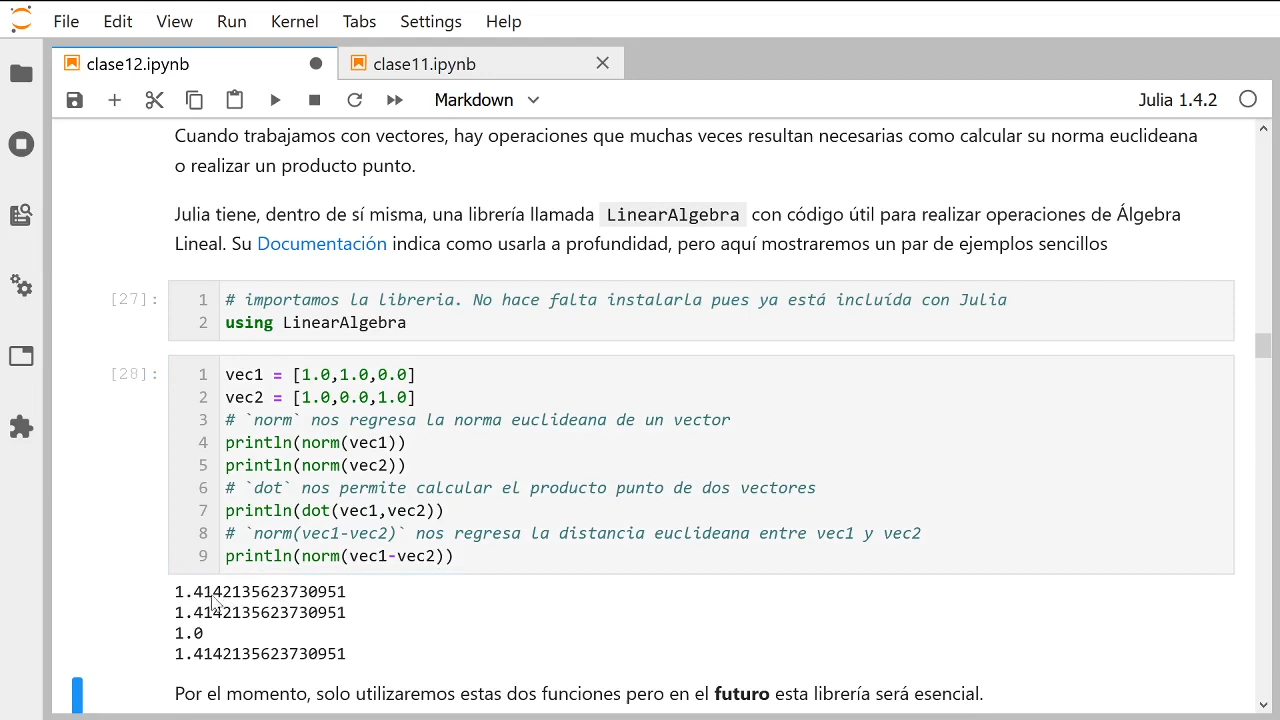 File Edit View Run Kernel Tabs Settings Help
clase12.ipynb clase11.ipynb
Markdown Julia 1.4.2
Cuando trabajamos con vectores, hay operaciones que muchas veces resultan necesarias como calcular su norma euclideana
o realizar un producto punto.
Julia tiene, dentro de sí misma, una librería llamada LinearAlgebra con código útil para realizar operaciones de Álgebra
Lineal. Su Documentación indica como usarla a profundidad, pero aquí mostraremos un par de ejemplos sencillos
[27]: 1 # importamos la libreria. No hace falta instalarla pues ya está incluída con Julia
2 using LinearAlgebra
[28]: 1 vec1 = [1.0,1.0,0.0]
2 vec2 = [1.0,0.0,1.0]
3 # `norm` nos regresa la norma euclideana de un vector
4 println(norm(vec1))
5 println(norm(vec2))
6 # `dot` nos permite calcular el producto punto de dos vectores
7 println(dot(vec1,vec2))
8 # `norm(vec1-vec2)` nos regresa la distancia euclideana entre vec1 y vec2
9 println(norm(vec1-vec2))
1.4142135623730951
1.4142135623730951
1.0
1.4142135623730951
Por el momento, solo utilizaremos estas dos funciones pero en el futuro esta librería será esencial.